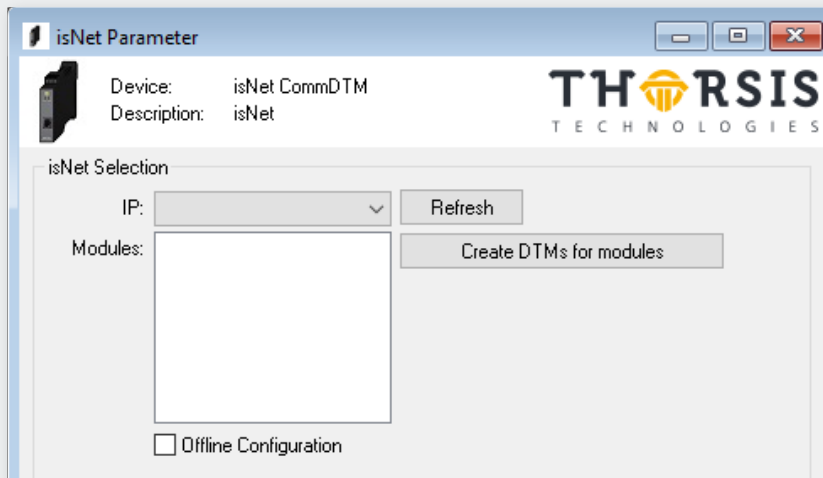 isNet Parameter
Device: isNet CommDTM
Description: isNet
THORSIS
TECHNOLOGIES
isNet Selection
IP: Refresh
Modules: Create DTMs for modules
Offline Configuration